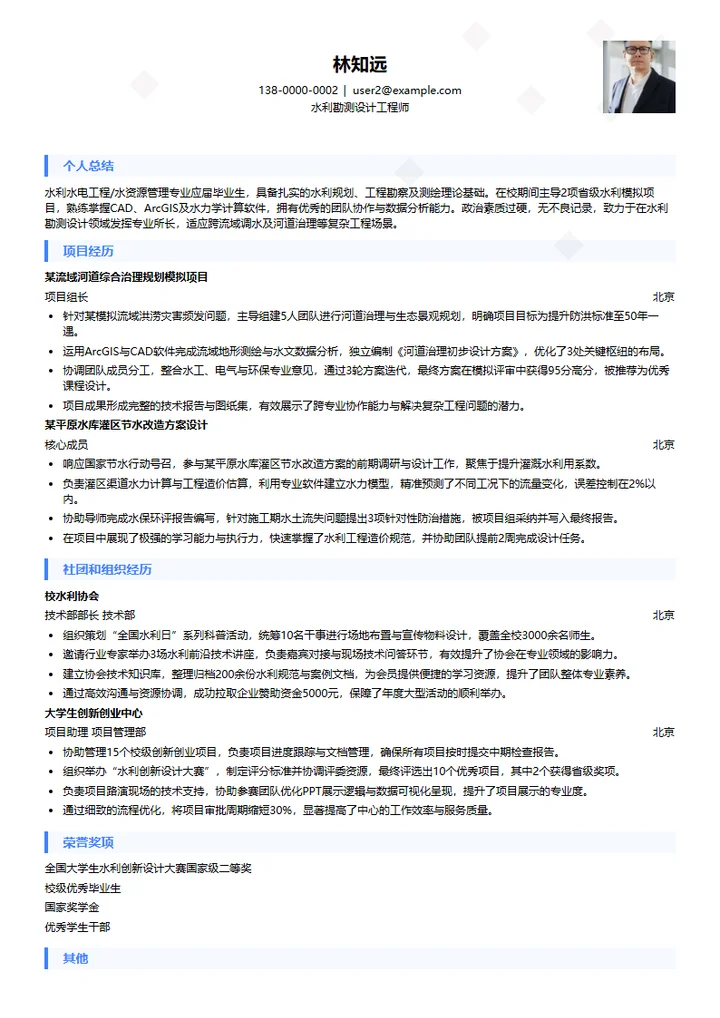 林知远
138-0000-0002 | user2@example.com
水利勘测设计工程师
个人总结
水利水电工程/水资源管理专业应届毕业生，具备扎实的水利规划、工程勘察及测绘理论基础。在校期间主导2项省级水利模拟项
目，熟练掌握CAD、ArcGIS及水力学计算软件，拥有优秀的团队协作与数据分析能力。政治素质过硬，无不良记录，致力于在水利
勘测设计领域发挥专业所长，适应跨流域调水及河道治理等复杂工程场景。
项目经历
某流域河道综合治理规划模拟项目
项目组长 北京
• 针对某模拟流域洪涝灾害频发问题，主导组建5人团队进行河道治理与生态景观规划，明确项目目标为提升防洪标准至50年一
遇。
• 运用ArcGIS与CAD软件完成流域地形测绘与水文数据分析，独立编制《河道治理初步设计方案》，优化了3处关键枢纽的布局。
• 协调团队成员分工，整合水工、电气与环保专业意见，通过3轮方案迭代，最终方案在模拟评审中获得95分高分，被推荐为优秀
课程设计。
• 项目成果形成完整的技术报告与图纸集，有效展示了跨专业协作能力与解决复杂工程问题的潜力。
某平原水库灌区节水改造方案设计
核心成员 北京
• 响应国家节水行动号召，参与某平原水库灌区节水改造方案的前期调研与设计工作，聚焦于提升灌溉水利用系数。
• 负责灌区渠道水力计算与工程造价估算，利用专业软件建立水力模型，精准预测了不同工况下的流量变化，误差控制在2%以
内。
• 协助导师完成水保环评报告编写，针对施工期水土流失问题提出3项针对性防治措施，被项目组采纳并写入最终报告。
• 在项目中展现了极强的学习能力与执行力，快速掌握了水利工程造价规范，并协助团队提前2周完成设计任务。
社团和组织经历
校水利协会
技术部部长 技术部 北京
• 组织策划“全国水利日”系列科普活动，统筹10名干事进行场地布置与宣传物料设计，覆盖全校3000余名师生。
• 邀请行业专家举办3场水利前沿技术讲座，负责嘉宾对接与现场技术问答环节，有效提升了协会在专业领域的影响力。
• 建立协会技术知识库，整理归档200余份水利规范与案例文档，为会员提供便捷的学习资源，提升了团队整体专业素养。
• 通过高效沟通与资源协调，成功拉取企业赞助资金5000元，保障了年度大型活动的顺利举办。
大学生创新创业中心
项目助理 项目管理部 北京
• 协助管理15个校级创新创业项目，负责项目进度跟踪与文档管理，确保所有项目按时提交中期检查报告。
• 组织举办“水利创新设计大赛”，制定评分标准并协调评委资源，最终评选出10个优秀项目，其中2个获得省级奖项。
• 负责项目路演现场的技术支持，协助参赛团队优化PPT展示逻辑与数据可视化呈现，提升了项目展示的专业度。
• 通过细致的流程优化，将项目审批周期缩短30%，显著提高了中心的工作效率与服务质量。
荣誉奖项
全国大学生水利创新设计大赛国家级二等奖
校级优秀毕业生
国家奖学金
优秀学生干部
其他